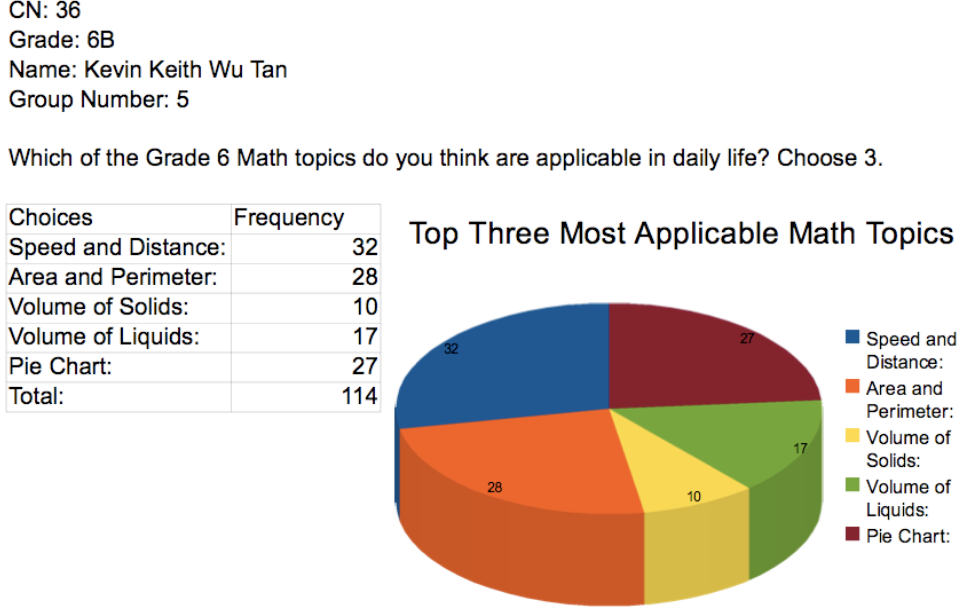 CN: 36
Grade: 6B
Name: Kevin Keith Wu Tan
Group Number: 5
Which of the Grade 6 Math topics do you think are applicable in daily life? Choose 3.
Choices Frequency
Speed and Distance: 32
Area and Perimeter: 28
Volume of Solids: 10
Volume of Liquids: 17
Pie Chart: 27
Total: 114
Top Three Most Applicable Math Topics
32
27
17
28
10
Speed and
Distance:
Area and
Perimeter:
Volume of
Solids:
Volume of
Liquids:
Pie Chart: